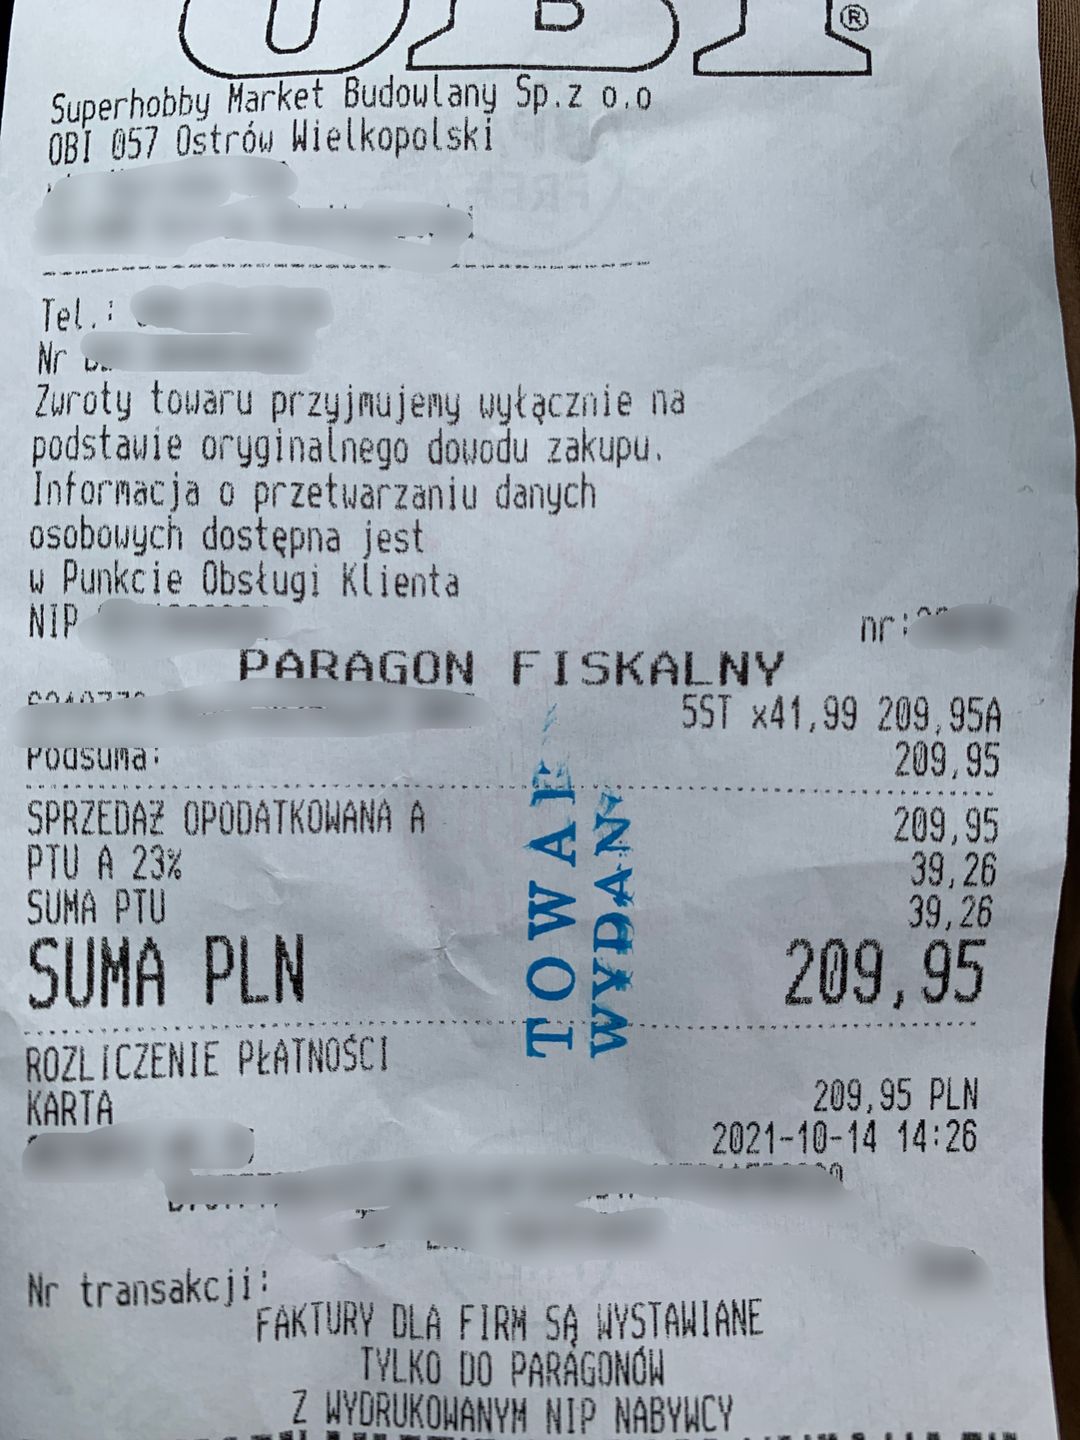 OBI®
Superhobby Market Budowlany Sp.z o.o
OBI 057 Ostrów Wielkopolski
Tel.:
Nr
Zwroty towaru przyjmujemy wyłącznie na
podstawie oryginalnego dowodu zakupu.
Informacja o przetwarzaniu danych
osobowych dostępna jest
w Punkcie Obsługi Klienta
NIP nr:
PARAGON FISKALNY
5ST x41,99 209,95A
Podsuma: 209,95
SPRZEDAŻ OPODATKOWANA A 209,95
PTU A 23% 39,26
SUMA PTU 39,26
SUMA PLN 209,95
ROZLICZENIE PŁATNOŚCI
KARTA 209,95 PLN
2021-10-14 14:26
Nr transakcji:
FAKTURY DLA FIRM SĄ WYSTAWIANE
TYLKO DO PARAGONÓW
Z WYDRUKOWANYM NIP NABYWCY
TOWAR
WYDANY